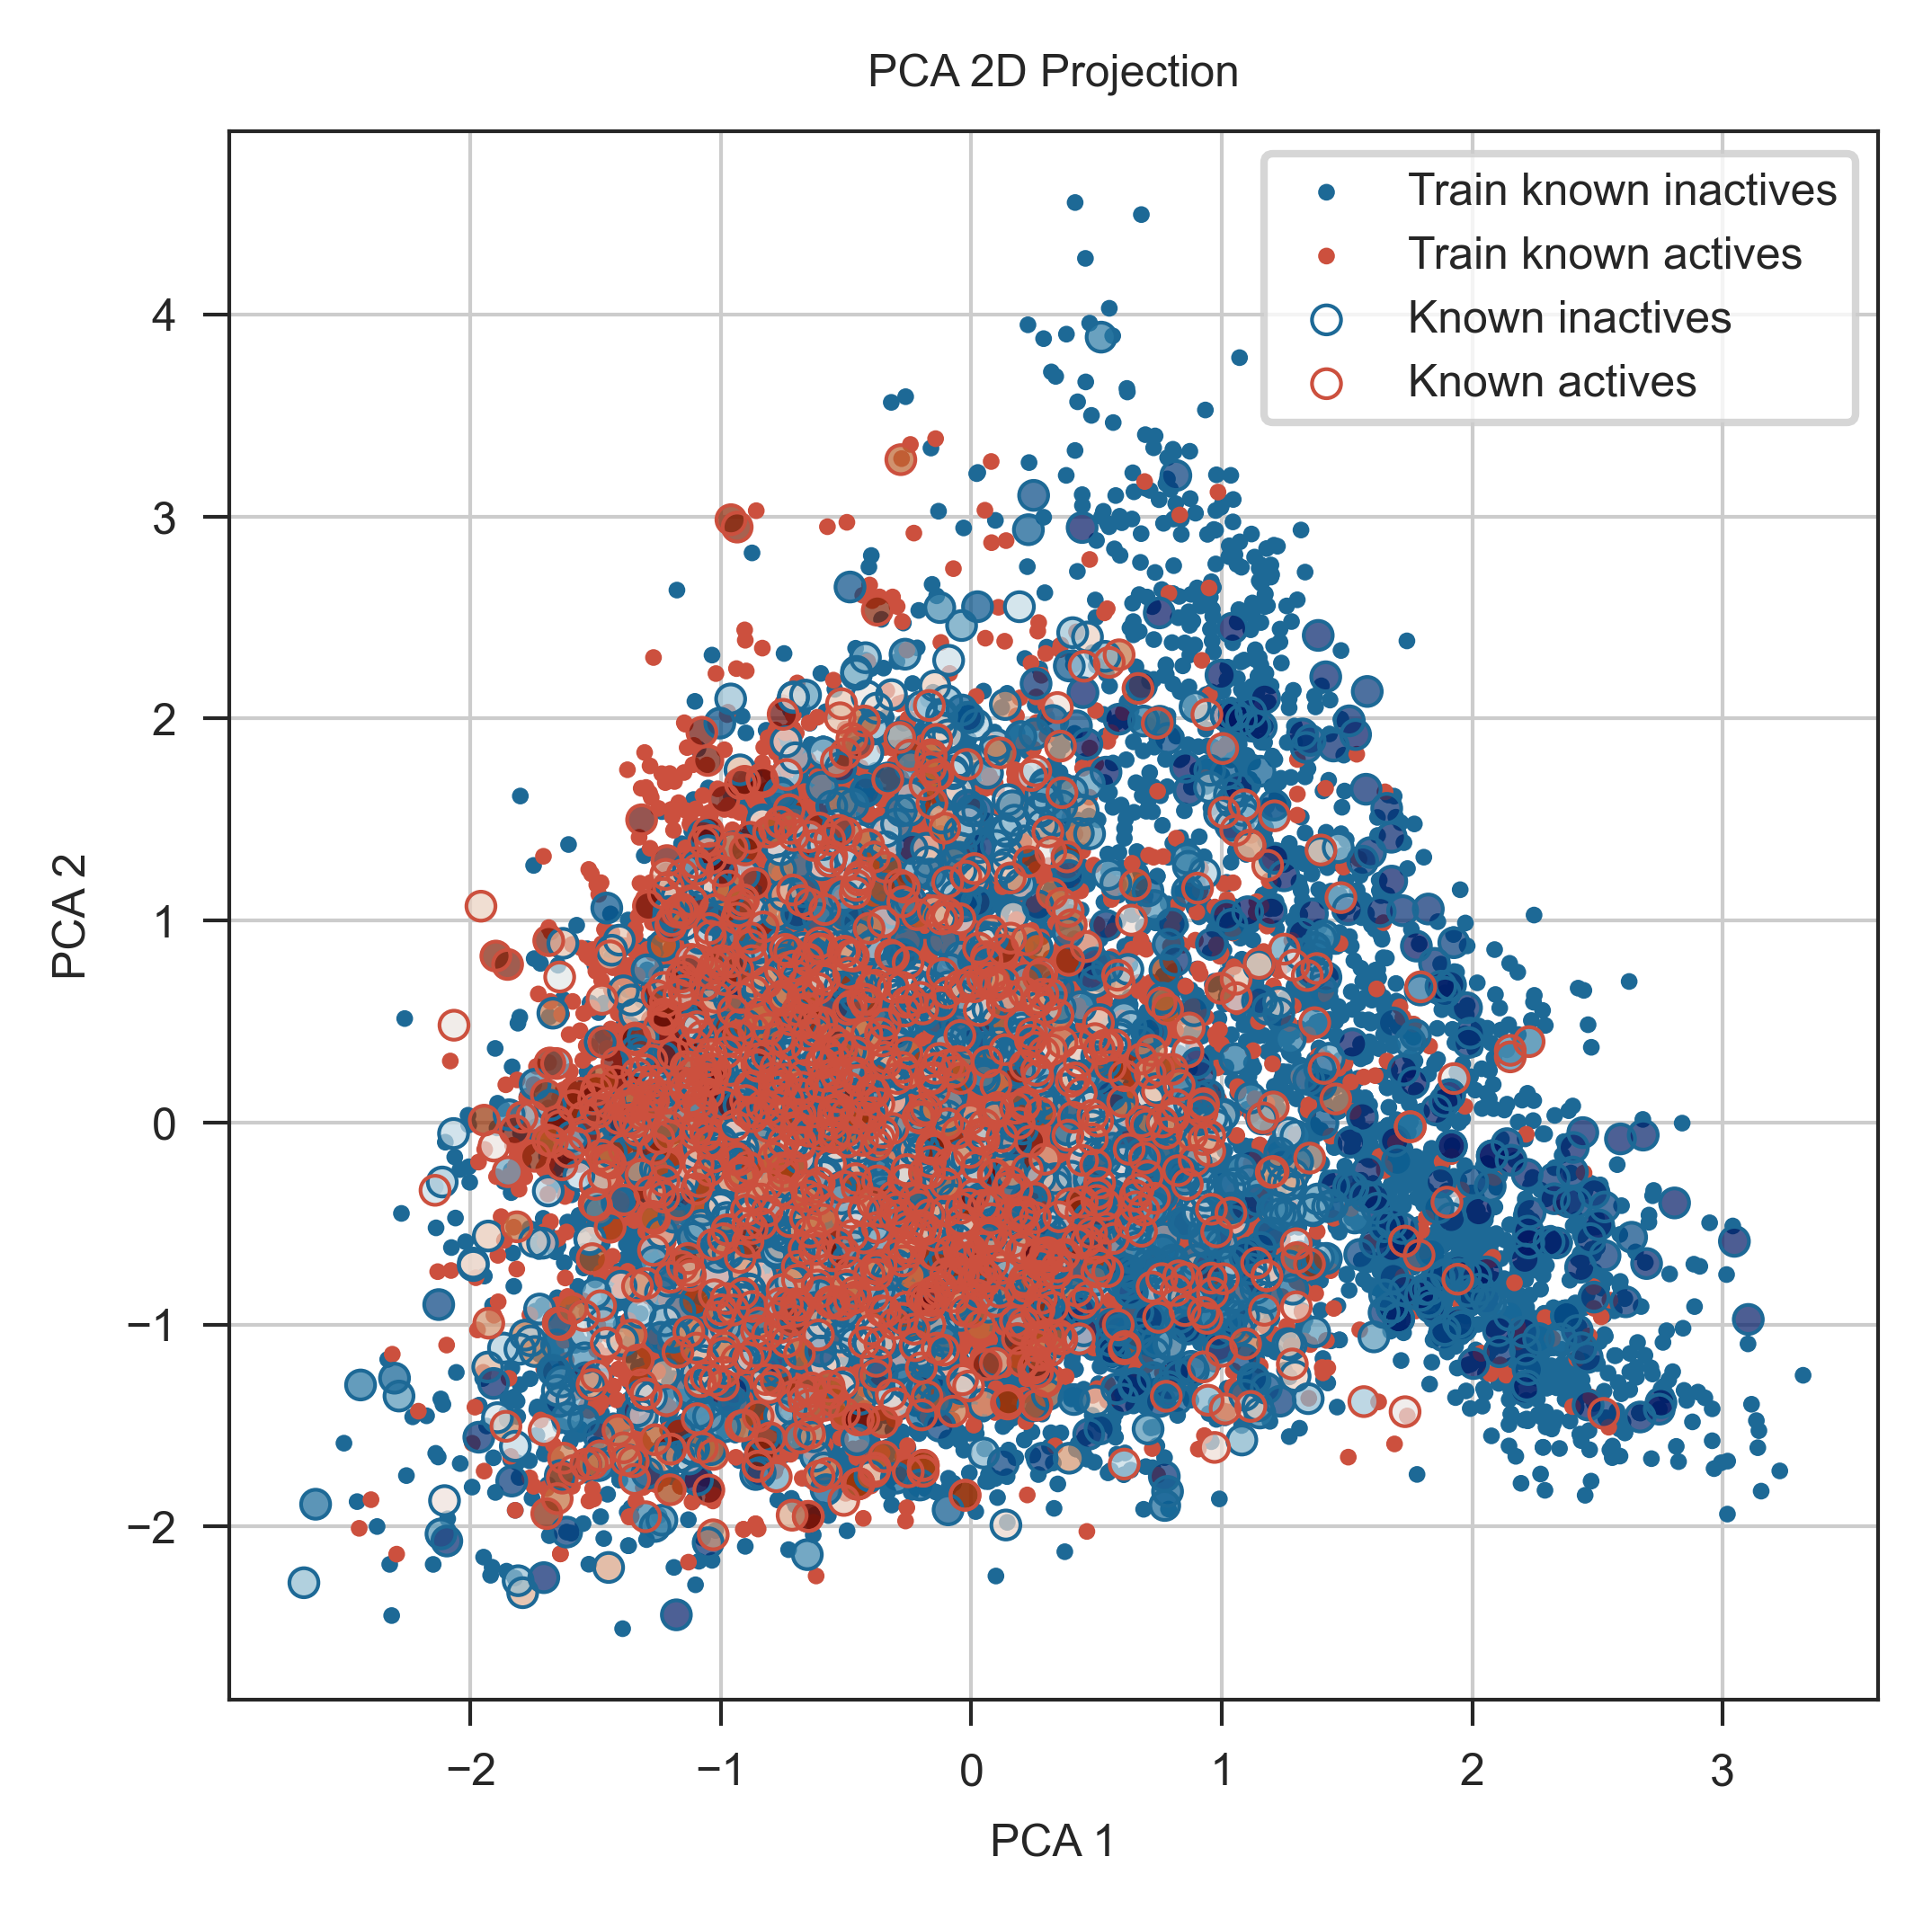 PCA 2D Projection
Train known inactives
Train known actives
Known inactives
Known actives
4
3
2
1
0
−1
−2
PCA 2
−2
−1
0
1
2
3
PCA 1